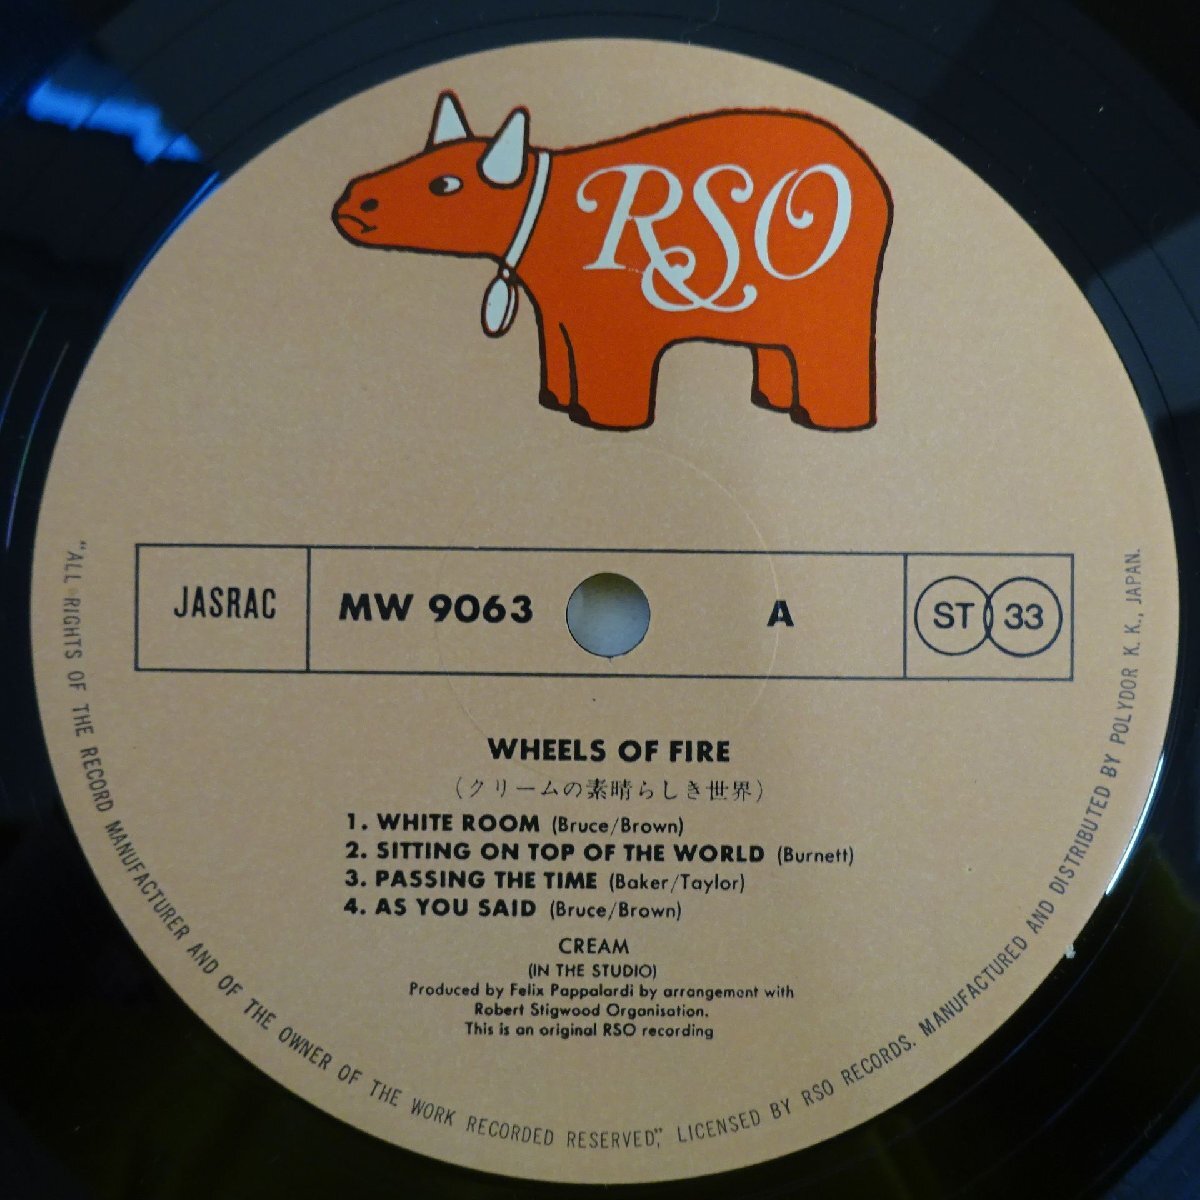 RSO
JASRAC
MW 9063
A
ST 33
WHEELS OF FIRE
(クリームの素晴らしき世界)
1. WHITE ROOM (Bruce/Brown)
2. SITTING ON TOP OF THE WORLD (Burnett)
3. PASSING THE TIME (Baker/Taylor)
4. AS YOU SAID (Bruce/Brown)
CREAM
(IN THE STUDIO)
Produced by Felix Pappalardi by arrangement with
Robert Stigwood Organisation.
This is an original RSO recording
"ALL RIGHTS OF THE RECORD MANUFACTURER AND OF THE OWNER OF THE WORK RECORDED RESERVED", LICENSED BY RSO RECORDS. MANUFACTURED AND DISTRIBUTED BY POLYDOR K. K., JAPAN.